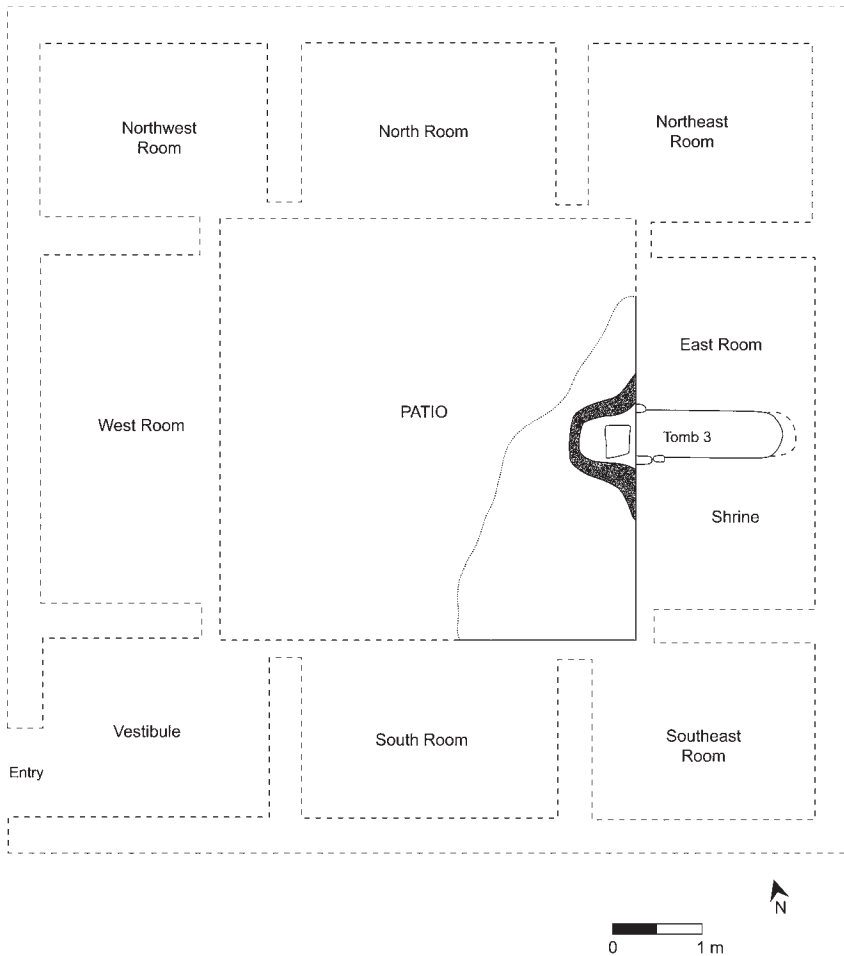 Northwest
Room
North Room
Northeast
Room
East Room
PATIO
West Room
Tomb 3
Shrine
Vestibule
South Room
Southeast
Room
Entry
N
0
1 m